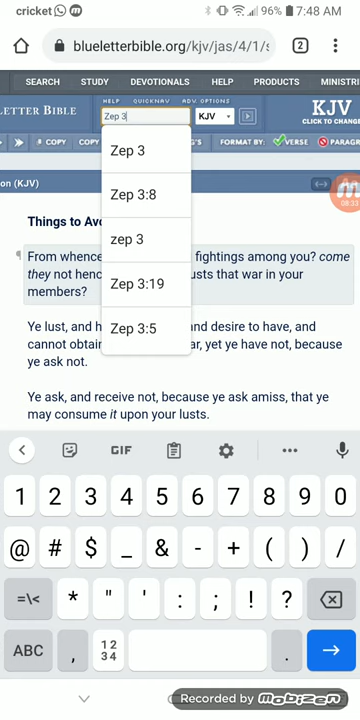 cricket 96% 7:48 AM
blueletterbible.org/kjv/jas/4/1/s 2
SEARCH STUDY DEVOTIONALS HELP PRODUCTS MINISTRI
HELP QUICKNAV ADV. OPTIONS
ETTER BIBLE Zep 3 KJV KJV
CLICK TO CHANGE
COPY COPY G'S FORMAT BY: VERSE PARAGR
on (KJV)
08:33
Zep 3
Zep 3:8
zep 3
Zep 3:19
Zep 3:5
Things to Avo
From whence fightings among you? come
they not henc usts that war in your
members?
Ye lust, and h and desire to have, and
cannot obtain ar, yet ye have not, because
ye ask not.
Ye ask, and receive not, because ye ask amiss, that ye
may consume it upon your lusts.
GIF
1 2 3 4 5 6 7 8 9 0
@ # $ _ & - + ( ) /
=\< * " ' : ; ! ?
ABC , 12 34 .
Recorded by Mobizen